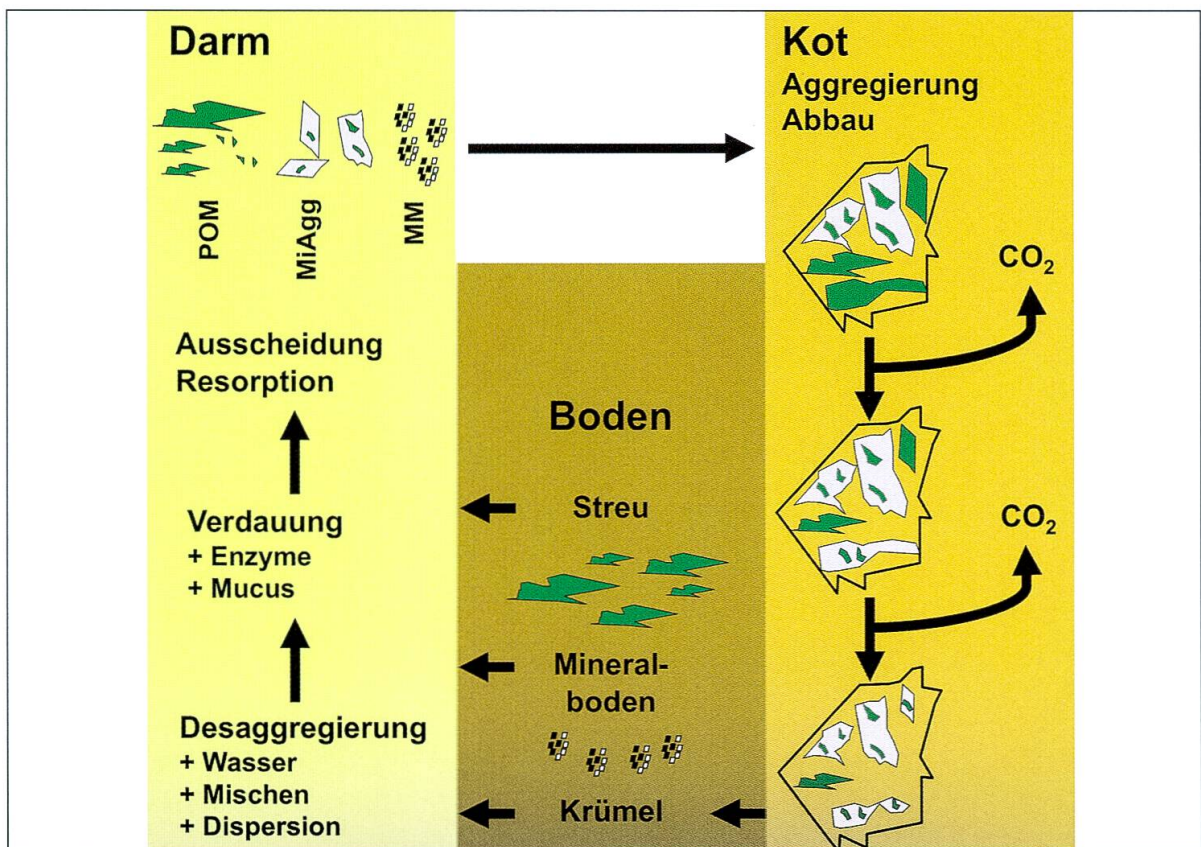 Darm
POM
MiAgg
MM
Ausscheidung
Resorption
Verdauung
+ Enzyme
+ Mucus
Desaggregierung
+ Wasser
+ Mischen
+ Dispersion
Boden
Streu
Mineral-
boden
Krümel
Kot
Aggregierung
Abbau
CO₂
CO₂